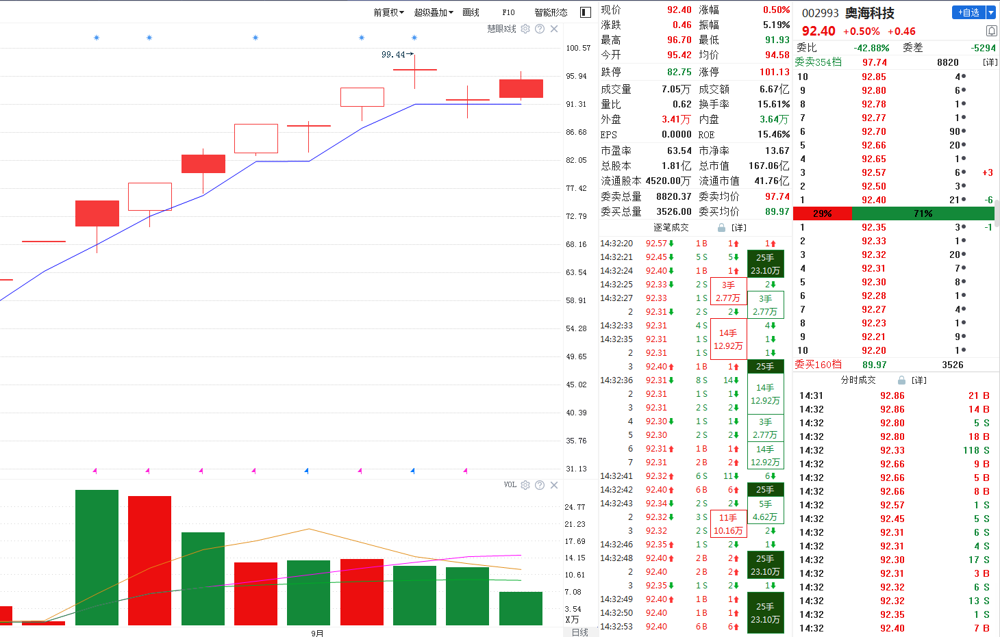 前复权 超级叠加 画线 F10 智能形态
慧眼K线
99.44→
100.57
95.94
91.31
86.68
82.05
77.42
72.79
68.16
63.54
58.91
54.28
49.65
45.02
40.39
35.76
31.13
VOL
24.77
21.23
17.69
14.15
10.61
7.08
3.54
X万
9月
日线
现价 92.40 涨幅 0.50%
涨跌 0.46 振幅 5.19%
最高 96.70 最低 91.93
今开 95.42 均价 94.58
跌停 82.75 涨停 101.13
成交量 7.05万 成交额 6.67亿
量比 0.62 换手率 15.61%
外盘 3.41万 内盘 3.64万
EPS 0.0000 ROE 15.46%
市盈率 63.54 市净率 13.67
总股本 1.81亿 总市值 167.06亿
流通股本 4520.00万 流通市值 41.76亿
委卖总量 8820.37 委卖均价 97.74
委买总量 3526.00 委买均价 89.97
逐笔成交 [详]
14:32:20 92.57 1 B 1 1
14:32:21 92.45 5 S 5 25手
14:32:24 92.40 1 B 1 23.10万
14:32:25 92.33 2 S 3手 2
14:32:27 92.33 1 S 2.77万 3手
2 92.31 2 S 2 2.77万
14:32:33 92.31 4 S 14手 4
14:32:35 92.31 1 S 12.92万 1
2 92.31 1 S 1
3 92.40 1 B 1 25手
14:32:36 92.31 8 S 14 14手
2 92.31 1 S 1 12.92万
3 92.31 2 S 2
4 92.30 1 S 1 3手
5 92.30 2 S 2 2.77万
6 92.31 1 B 1 14手
7 92.31 2 B 2 12.92万
14:32:41 92.32 6 S 11 6
14:32:42 92.40 6 B 6 25手
14:32:43 92.34 2 S 2 5手
2 92.32 3 S 11手 4.62万
3 92.32 2 S 10.16万 2
14:32:46 92.35 1 S 2 1
14:32:48 92.40 2 B 2 25手
2 92.40 2 B 2 23.10万
3 92.35 1 S 2 1
14:32:49 92.40 1 B 1 25手
14:32:50 92.40 1 B 1 23.10万
14:32:53 92.40 6 B 6
002993 奥海科技 +自选
92.40 +0.50% +0.46
委比 -42.88% 委差 -5294
委卖354档 97.74 8820 [详]
10 92.85 4
9 92.80 6
8 92.78 1
7 92.77 1
6 92.70 90
5 92.66 20
4 92.65 1
3 92.57 6 +3
2 92.50 3
1 92.40 21 -6
29% 71%
1 92.35 3 -1
2 92.33 1
3 92.32 20
4 92.31 7
5 92.30 8
6 92.28 1
7 92.27 4
8 92.23 1
9 92.21 9
10 92.20 1
委买160档 89.97 3526
分时成交 [详]
14:31 92.86 21 B
14:32 92.86 14 B
14:32 92.80 5 S
14:32 92.80 18 B
14:32 92.33 118 S
14:32 92.66 9 B
14:32 92.66 5 B
14:32 92.66 8 B
14:32 92.57 1 S
14:32 92.45 5 S
14:32 92.31 6 S
14:32 92.31 4 S
14:32 92.30 17 S
14:32 92.31 3 B
14:32 92.32 6 S
14:32 92.32 13 S
14:32 92.35 1 S
14:32 92.40 7 B